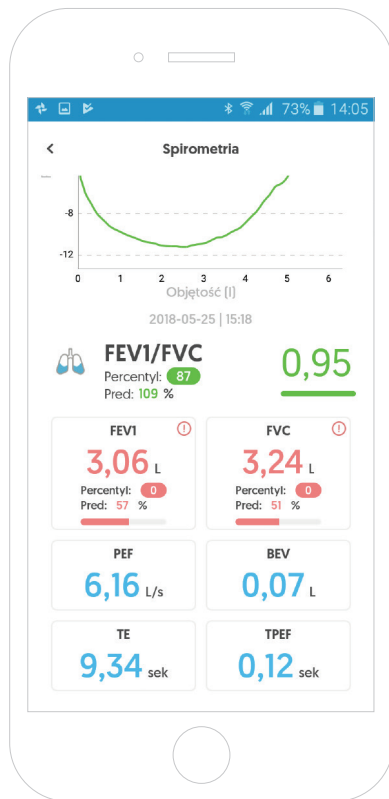 73% 14:05
Spirometria
-8
-12
0 1 2 3 4 5 6
Objętość (l)
2018-05-25 | 15:18
FEV1/FVC
0,95
Percentyl: 87
Pred: 109 %
FEV1
3,06 L
Percentyl: 0
Pred: 57 %
FVC
3,24 L
Percentyl: 0
Pred: 51 %
PEF
6,16 L/s
BEV
0,07 L
TE
9,34 sek
TPEF
0,12 sek